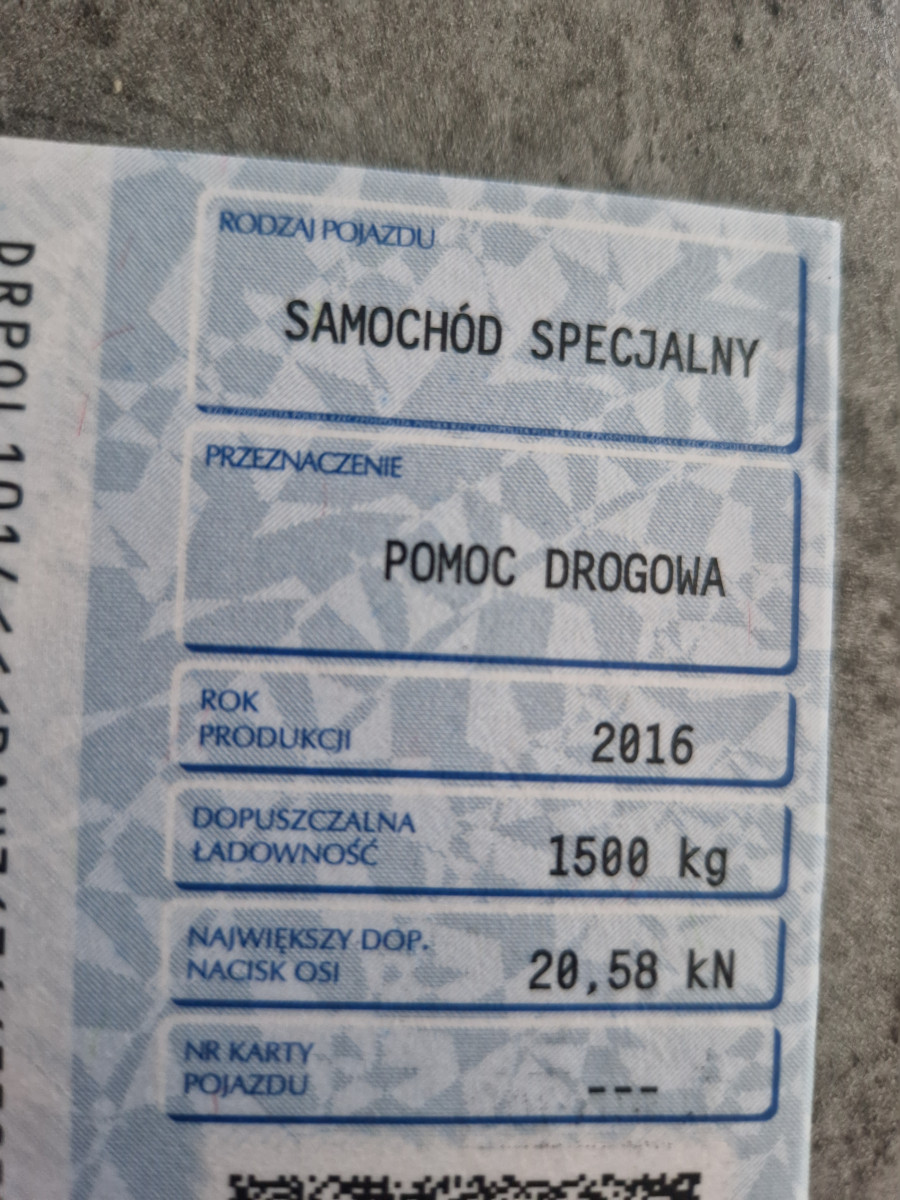 RODZAJ POJAZDU
SAMOCHÓD SPECJALNY
PRZEZNACZENIE
POMOC DROGOWA
ROK
PRODUKCJI
2016
DOPUSZCZALNA
ŁADOWNOŚĆ
1500 kg
NAJWIĘKSZY DOP.
NACISK OSI
20,58 kN
NR KARTY
POJAZDU
---